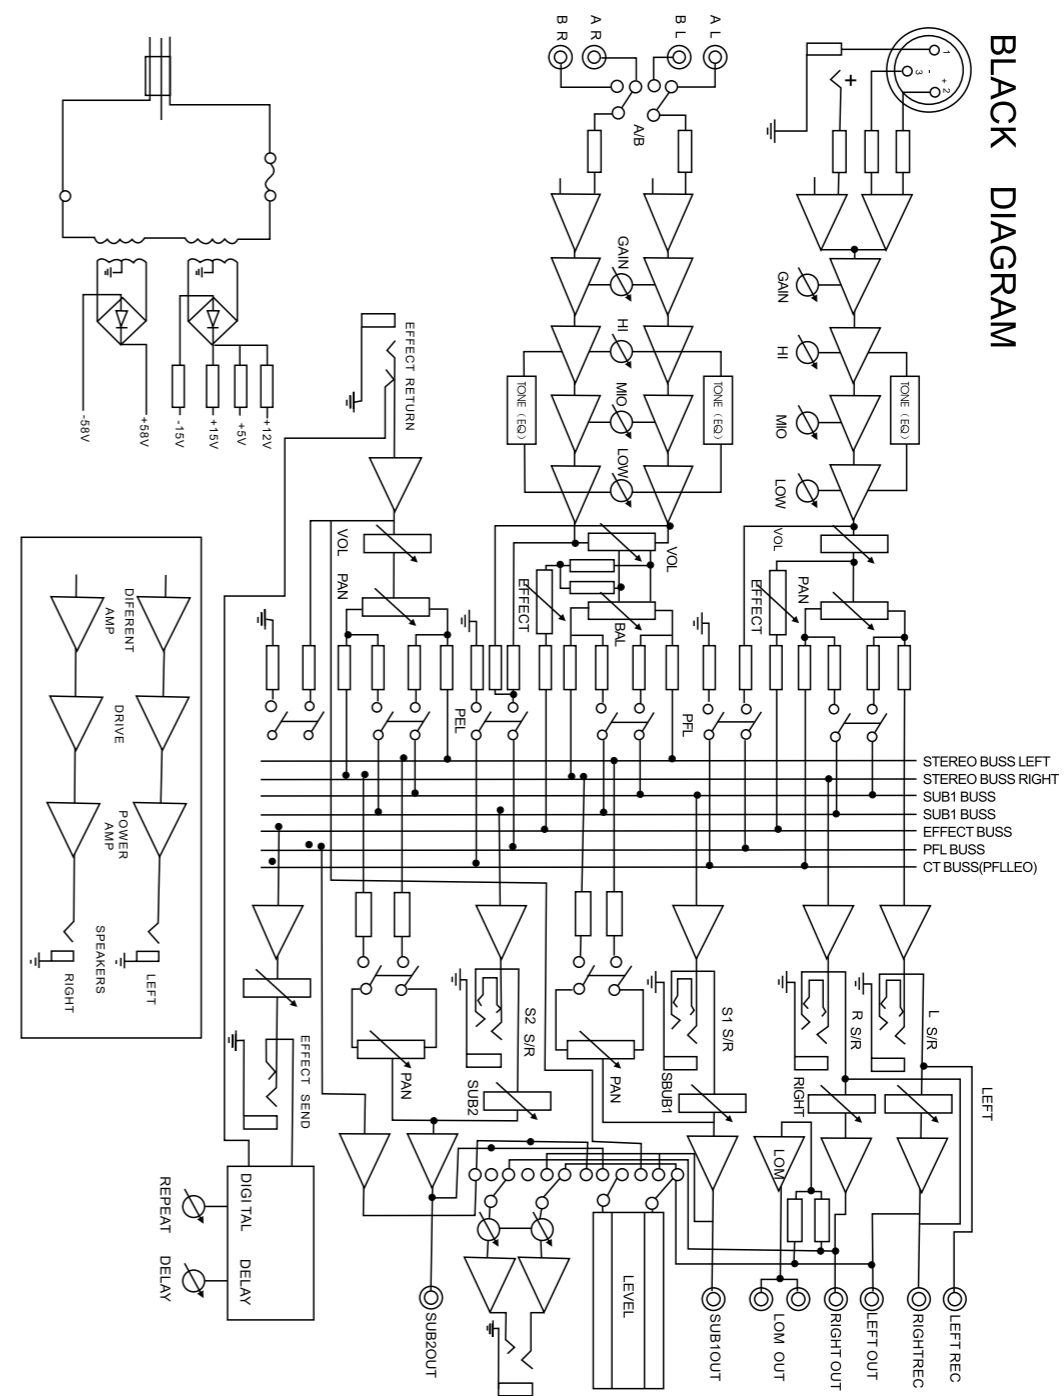 BLACK DIAGRAM
B R
A R
B L
A L
1
3
-
+
2
+
A/B
GAIN
HI
MIO
LOW
TONE (EQ)
TONE (EQ)
GAIN
HI
MIO
LOW
TONE (EQ)
EFFECT RETURN
-58V
+58V
-15V
+15V
+5V
+12V
VOL
PAN
VOL
EFFECT
BAL
VOL
EFFECT
PAN
PEL
PFL
STEREO BUSS LEFT
STEREO BUSS RIGHT
SUB1 BUSS
SUB1 BUSS
EFFECT BUSS
PFL BUSS
CT BUSS(PFLLEO)
DIFERENT
AMP
DRIVE
POWER
AMP
SPEAKERS
RIGHT
LEFT
EFFECT SEND
PAN
S2 S/R
SUB2
PAN
S1 S/R
SBUB1
R S/R
RIGHT
L S/R
LEFT
LOM
DIGITAL
DELAY
REPEAT
DELAY
LEVEL
SUB2OUT
SUB1OUT
LOM OUT
RIGHT OUT
LEFT OUT
RIGHTREC
LEFT REC